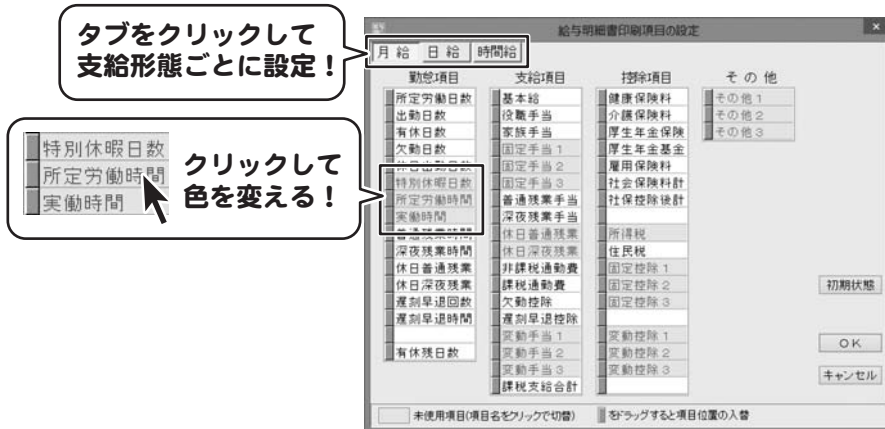 タブをクリックして
支給形態ごとに設定！
クリックして
色を変える！
特別休暇日数
所定労働時間
実働時間
給与明細書印刷項目の設定
×
月 給
日 給
時間給
勤怠項目
所定労働日数
出勤日数
有休日数
欠勤日数
休日出勤日数
特別休暇日数
所定労働時間
実働時間
普通残業時間
深夜残業時間
休日普通残業
休日深夜残業
遅刻早退回数
遅刻早退時間
有休残日数
支給項目
基本給
役職手当
家族手当
固定手当１
固定手当２
固定手当３
普通残業手当
深夜残業手当
休日普通残業
休日深夜残業
非課税通勤費
課税通勤費
欠勤控除
遅刻早退控除
変動手当１
変動手当２
変動手当３
課税支給合計
控除項目
健康保険料
介護保険料
厚生年金保険
厚生年金基金
雇用保険料
社会保険料計
社保控除後計
所得税
住民税
固定控除１
固定控除２
固定控除３
変動控除１
変動控除２
変動控除３
そ の 他
その他１
その他２
その他３
初期状態
ＯＫ
キャンセル
未使用項目(項目名をクリックで切替)
をドラッグすると項目位置の入替